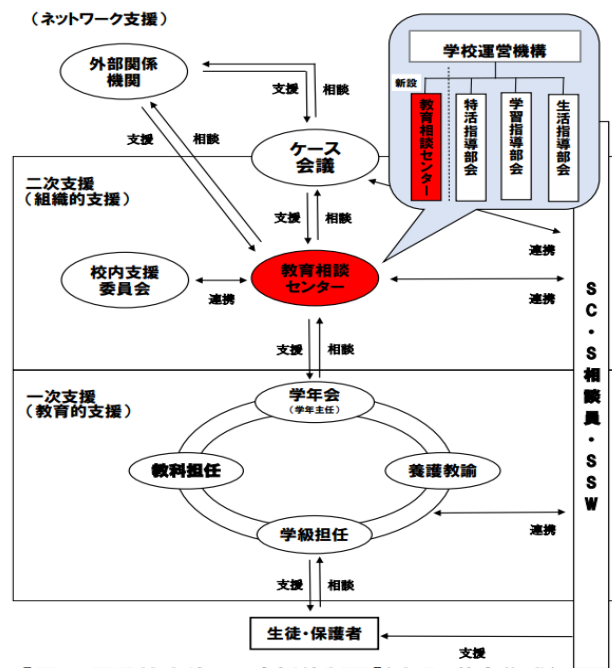 (ネットワーク支援)
外部関係
機関
支援
相談
支援
相談
ケース
会議
学校運営機構
新設
教育相談センター
特活指導部会
学習指導部会
生活指導部会
二次支援
(組織的支援)
支援
相談
連携
校内支援
委員会
連携
教育相談
センター
連携
支援
相談
SC・S相談員・SSW
一次支援
(教育的支援)
学年会
(学年主任)
教科担任
養護教諭
学級担任
連携
支援
相談
生徒・保護者
支援